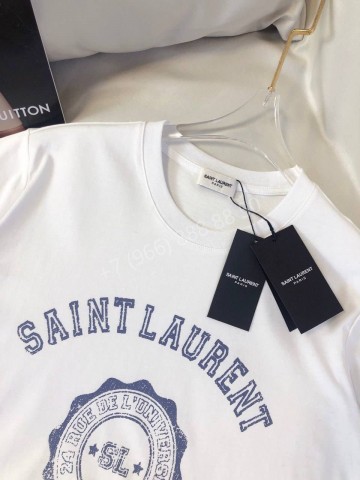 UITTON
SAINT LAURENT
PARIS
SAINT LAURENT
PARIS
SAINT LAURENT
PARIS
SAINT LAURENT
24 RUE DE L'UNIVERS
SL